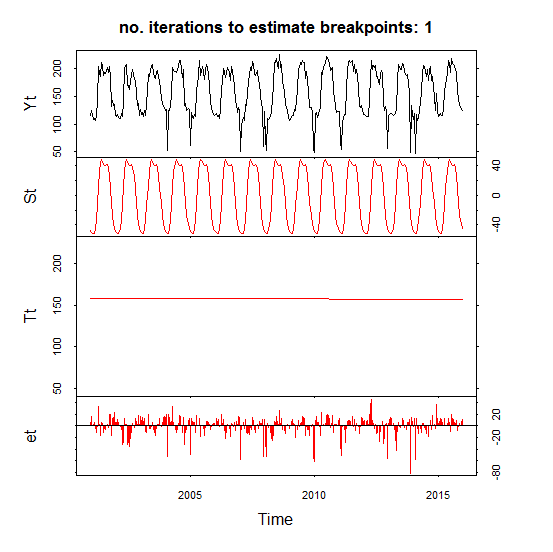 no. iterations to estimate breakpoints: 1
Yt
50 100 150 200
St
-40 0 40
Tt
50 100 150 200
et
-80 -20 20
2005 2010 2015
Time